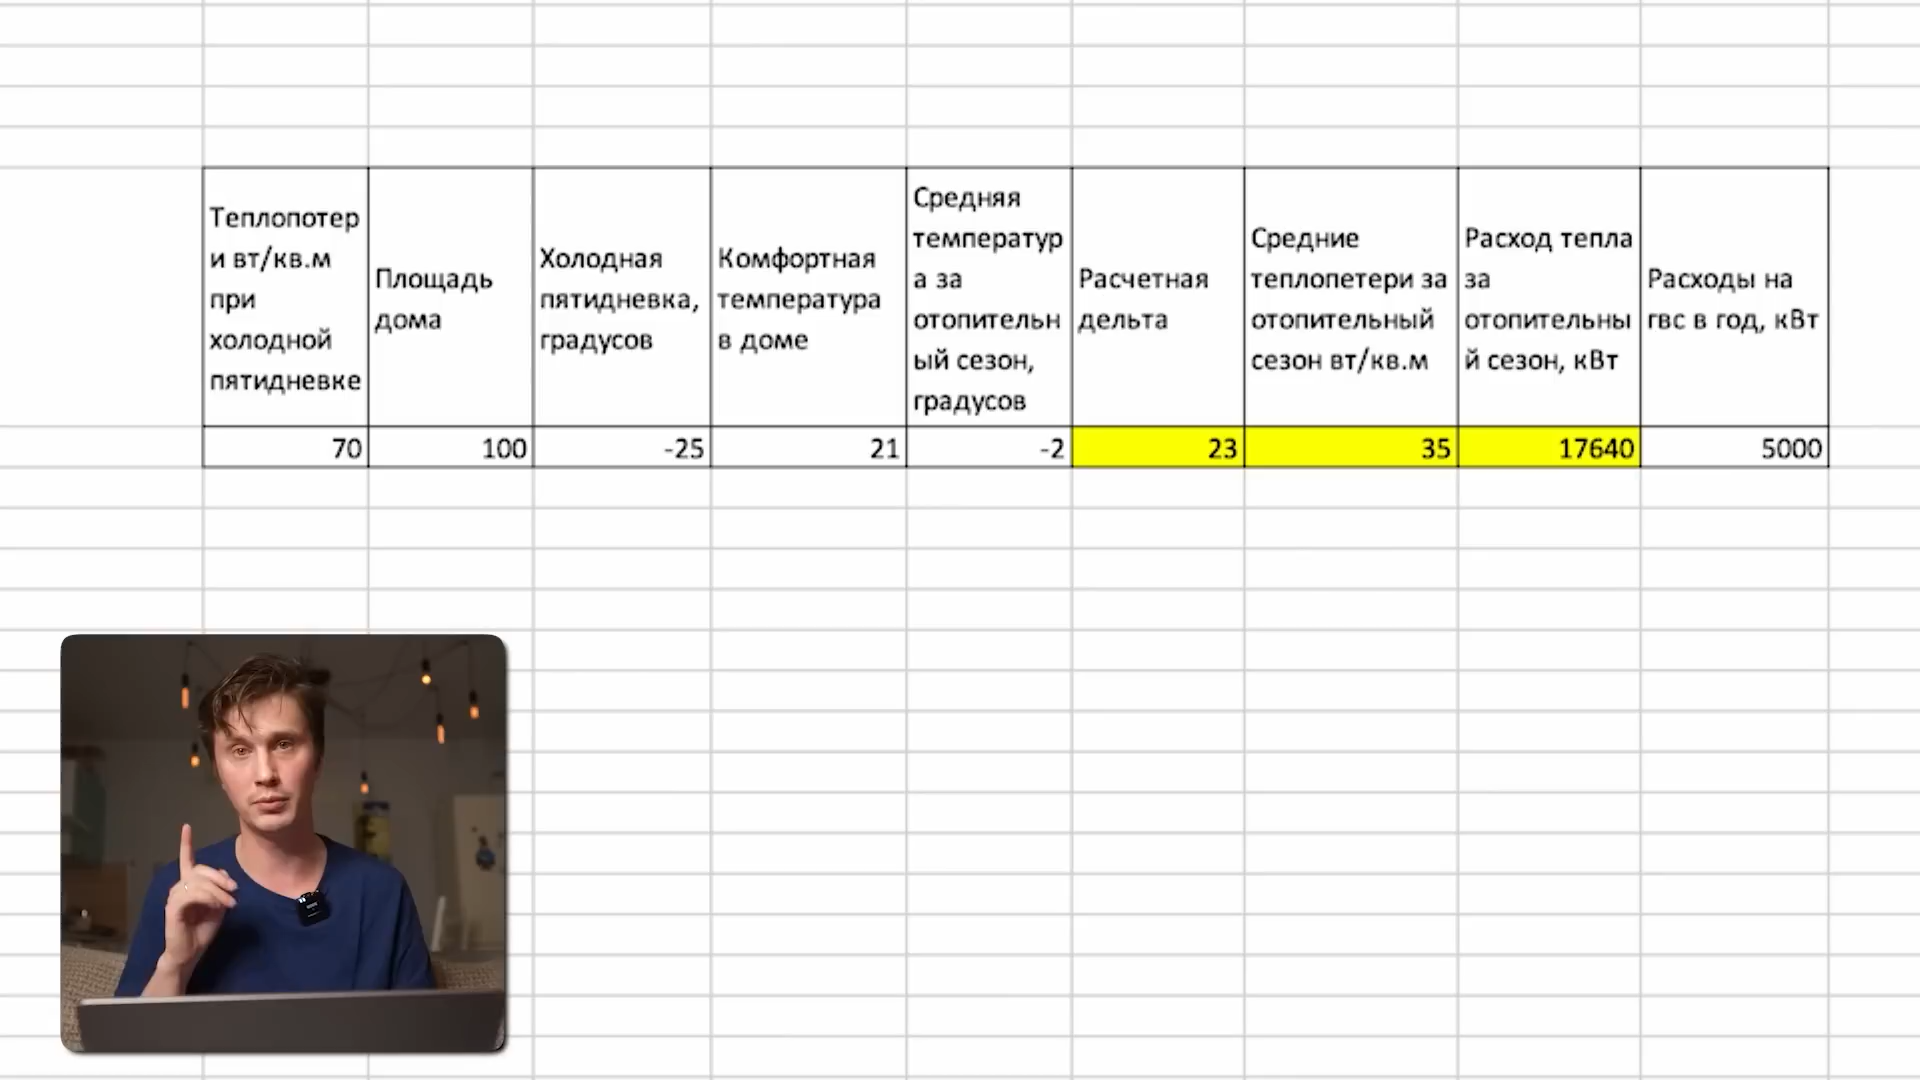 Теплопотер
и вт/кв.м
при
холодной
пятидневке
Площадь
дома
Холодная
пятидневка,
градусов
Комфортная
температура
в доме
Средняя
температур
а за
отопительн
ый сезон,
градусов
Расчетная
дельта
Средние
теплопетери за
отопительный
сезон вт/кв.м
Расход тепла
за
отопительны
й сезон, кВт
Расходы на
гвс в год, кВт
70
100
-25
21
-2
23
35
17640
5000